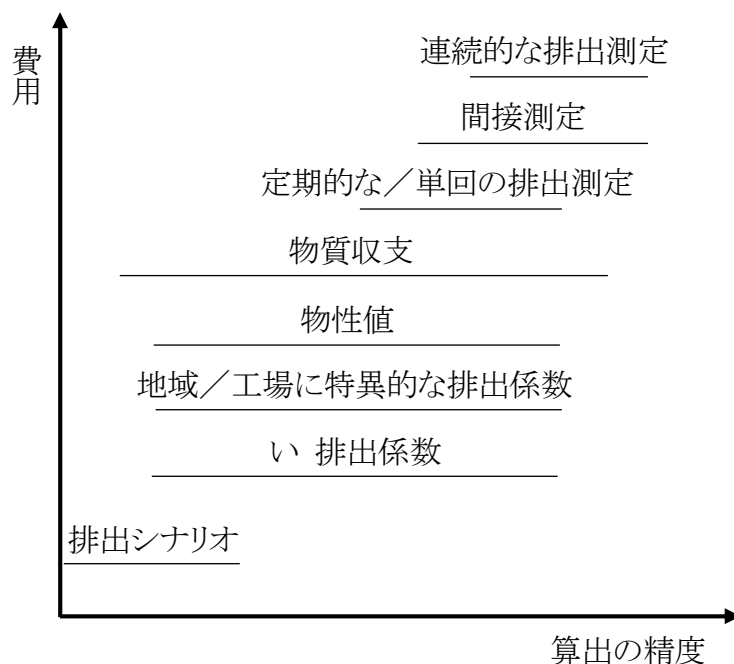 費用
連続的な排出測定
間接測定
定期的な／単回の排出測定
物質収支
物性値
地域／工場に特異的な排出係数
い 排出係数
排出シナリオ
算出の精度